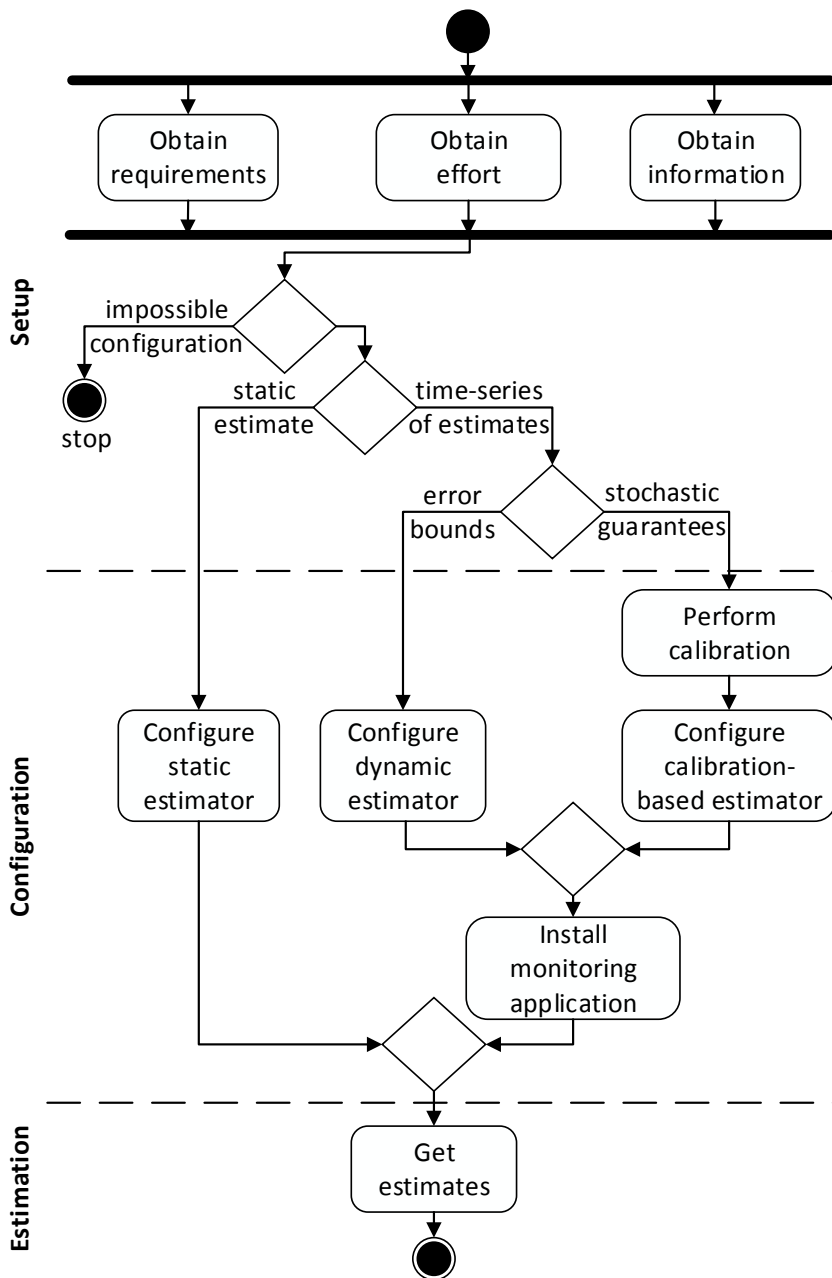 Obtain
requirements
Obtain
effort
Obtain
information
Setup
impossible
configuration
stop
static
estimate
time-series
of estimates
error
bounds
stochastic
guarantees
Configuration
Perform
calibration
Configure
static
estimator
Configure
dynamic
estimator
Configure
calibration-
based estimator
Install
monitoring
application
Estimation
Get
estimates